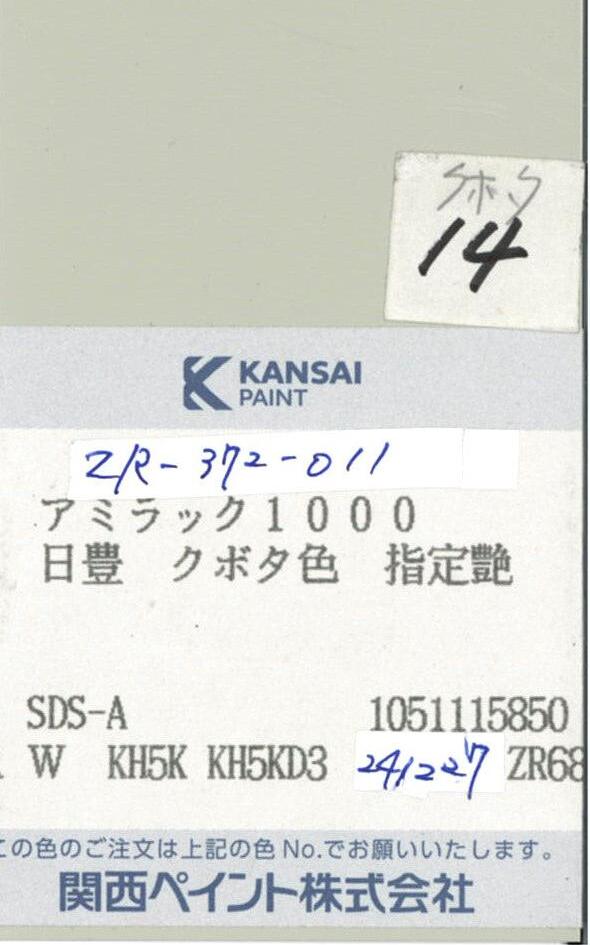 クボタ
14
KANSAI
PAINT
ZR-372-011
アミラック1000
日豊 クボタ色 指定艶
SDS-A 1051115850
W KH5K KH5KD3 241227 ZR68
この色のご注文は上記の色No.でお願いいたします。
関西ペイント株式会社